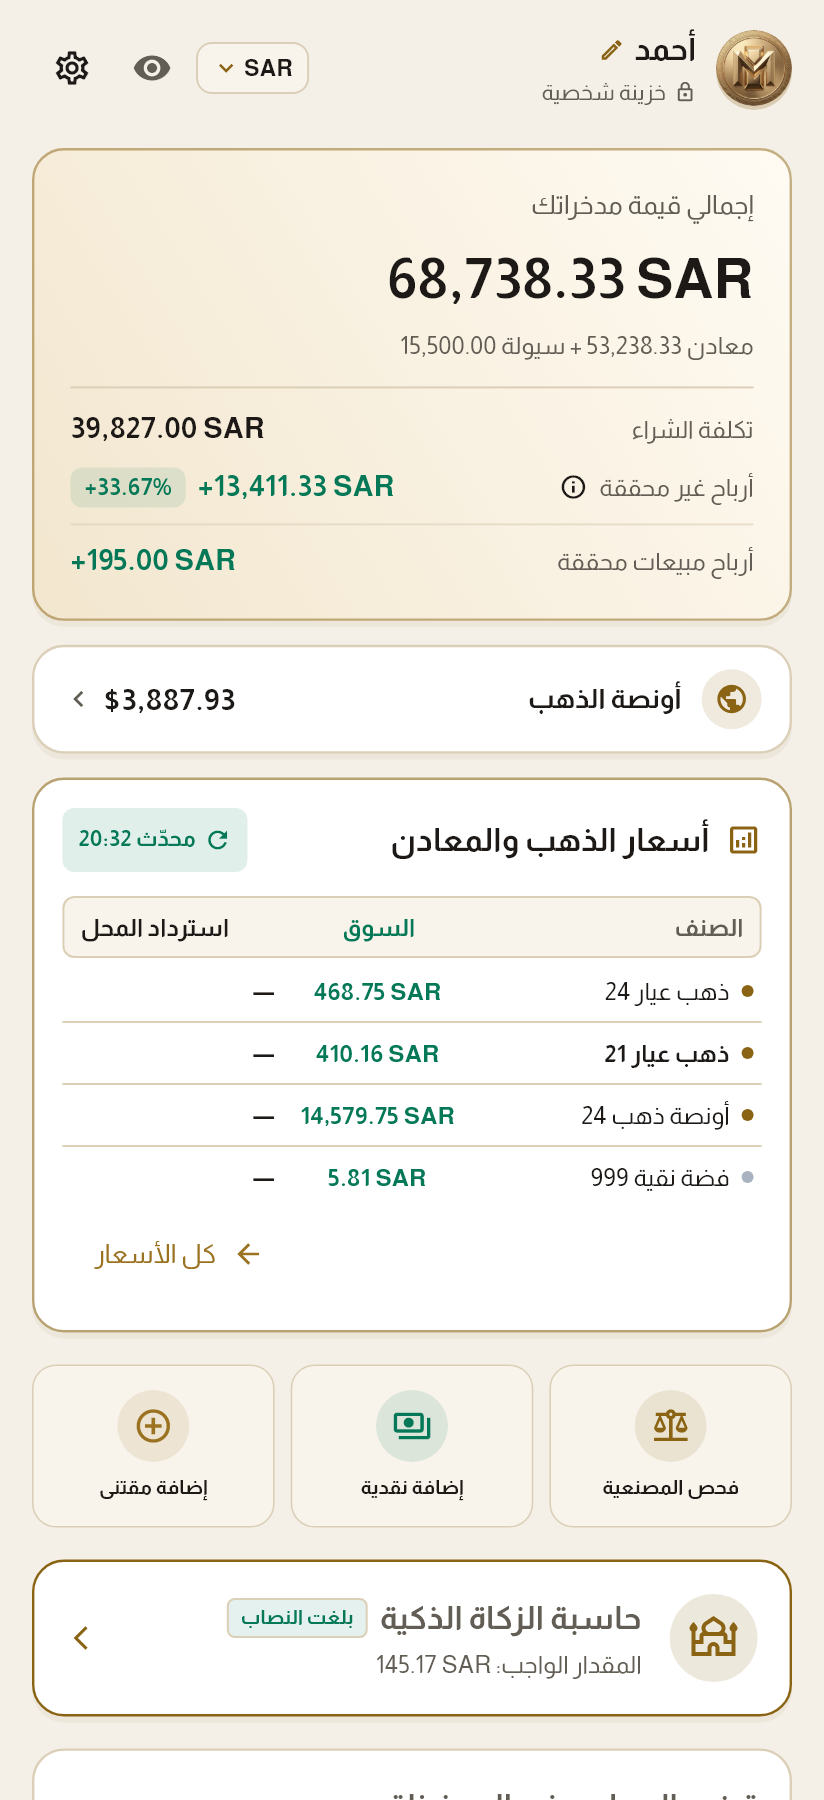 أحمد
خزينة شخصية
SAR
إجمالي قيمة مدخراتك
68,738.33 SAR
معادن 53,238.33 + سيولة 15,500.00
تكلفة الشراء 39,827.00 SAR
أرباح غير محققة +13,411.33 SAR +33.67%
أرباح مبيعات محققة +195.00 SAR
أونصة الذهب $3,887.93
أسعار الذهب والمعادن محدّث 20:32
الصنف السوق استرداد المحل
ذهب عيار 24 468.75 SAR —
ذهب عيار 21 410.16 SAR —
أونصة ذهب 24 14,579.75 SAR —
فضة نقية 999 5.81 SAR —
كل الأسعار
فحص المصنعية إضافة نقدية إضافة مقتنى
حاسبة الزكاة الذكية بلغت النصاب
المقدار الواجب: 145.17 SAR